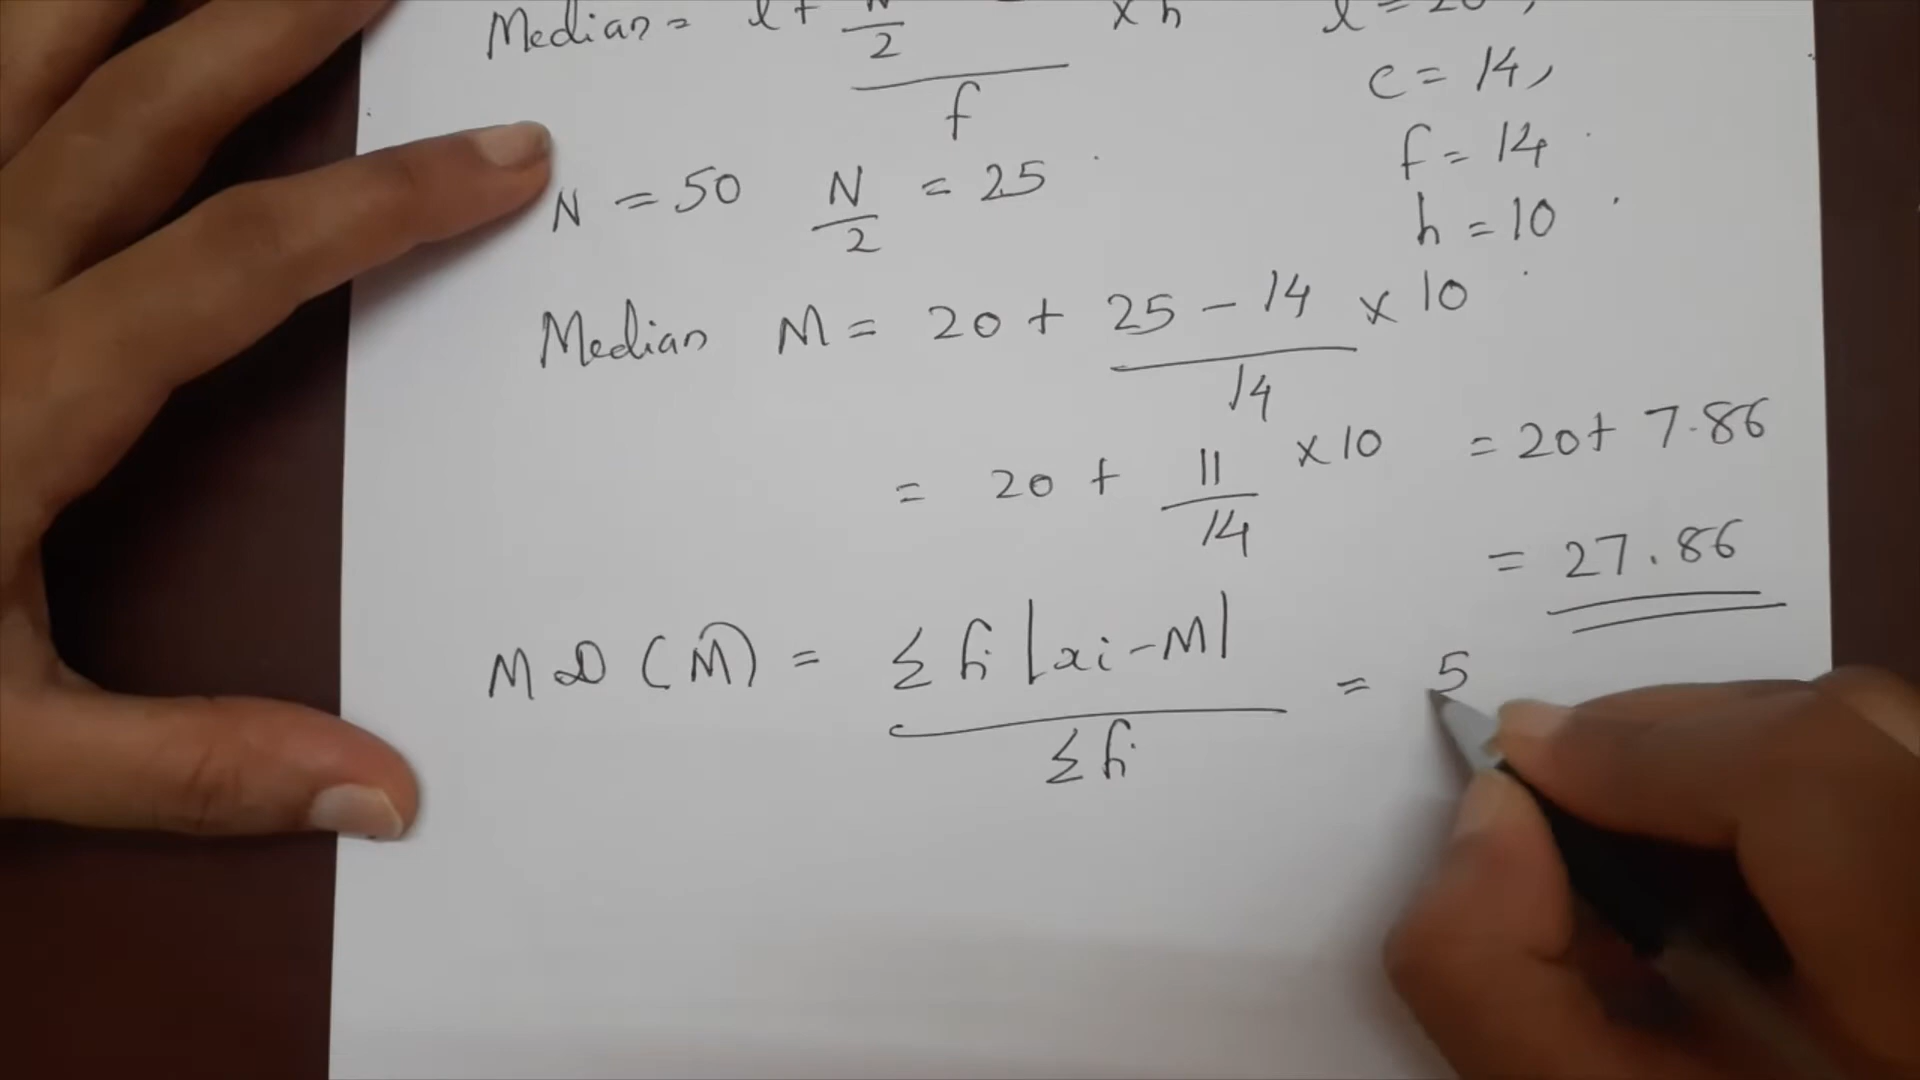 Median = l + N/2 × h l = 20,
f
c = 14,
f = 14
N = 50 N/2 = 25
h = 10
Median M = 20 + 25 - 14 / 14 × 10
= 20 + 11/14 × 10 = 20 + 7.86
= 27.86
MD (M) = Σ fi |xi - M| / Σ fi = 5